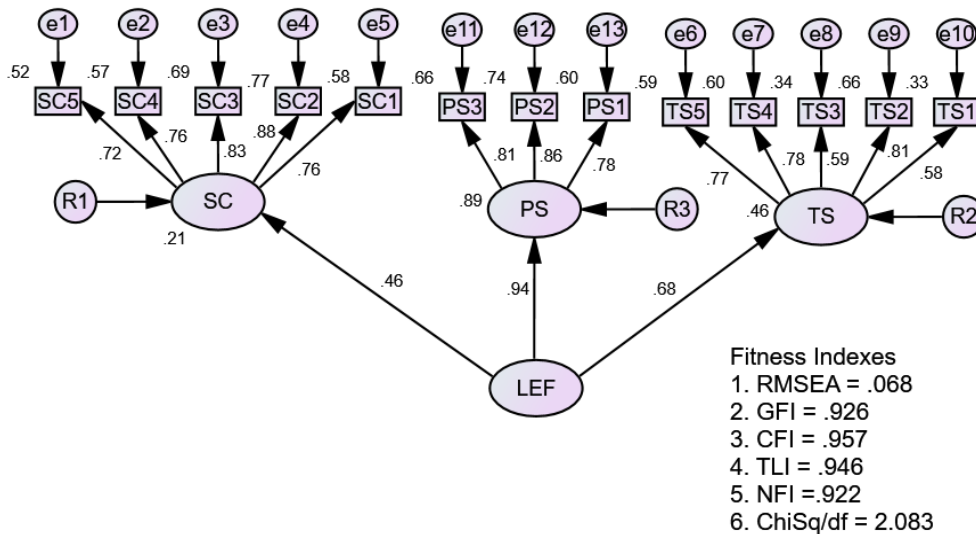 e1 e2 e3 e4 e5 e11 e12 e13 e6 e7 e8 e9 e10
.52 .57 .69 .77 .58 .66 .74 .60 .59 .60 .34 .66 .33
SC5 SC4 SC3 SC2 SC1 PS3 PS2 PS1 TS5 TS4 TS3 TS2 TS1
.72 .76 .83 .88 .76 .81 .86 .78 .77 .78 .59 .81 .58
R1 SC .89 PS R3 .46 TS R2
.21
.46 .94 .68
LEF
Fitness Indexes
1. RMSEA = .068
2. GFI = .926
3. CFI = .957
4. TLI = .946
5. NFI =.922
6. ChiSq/df = 2.083